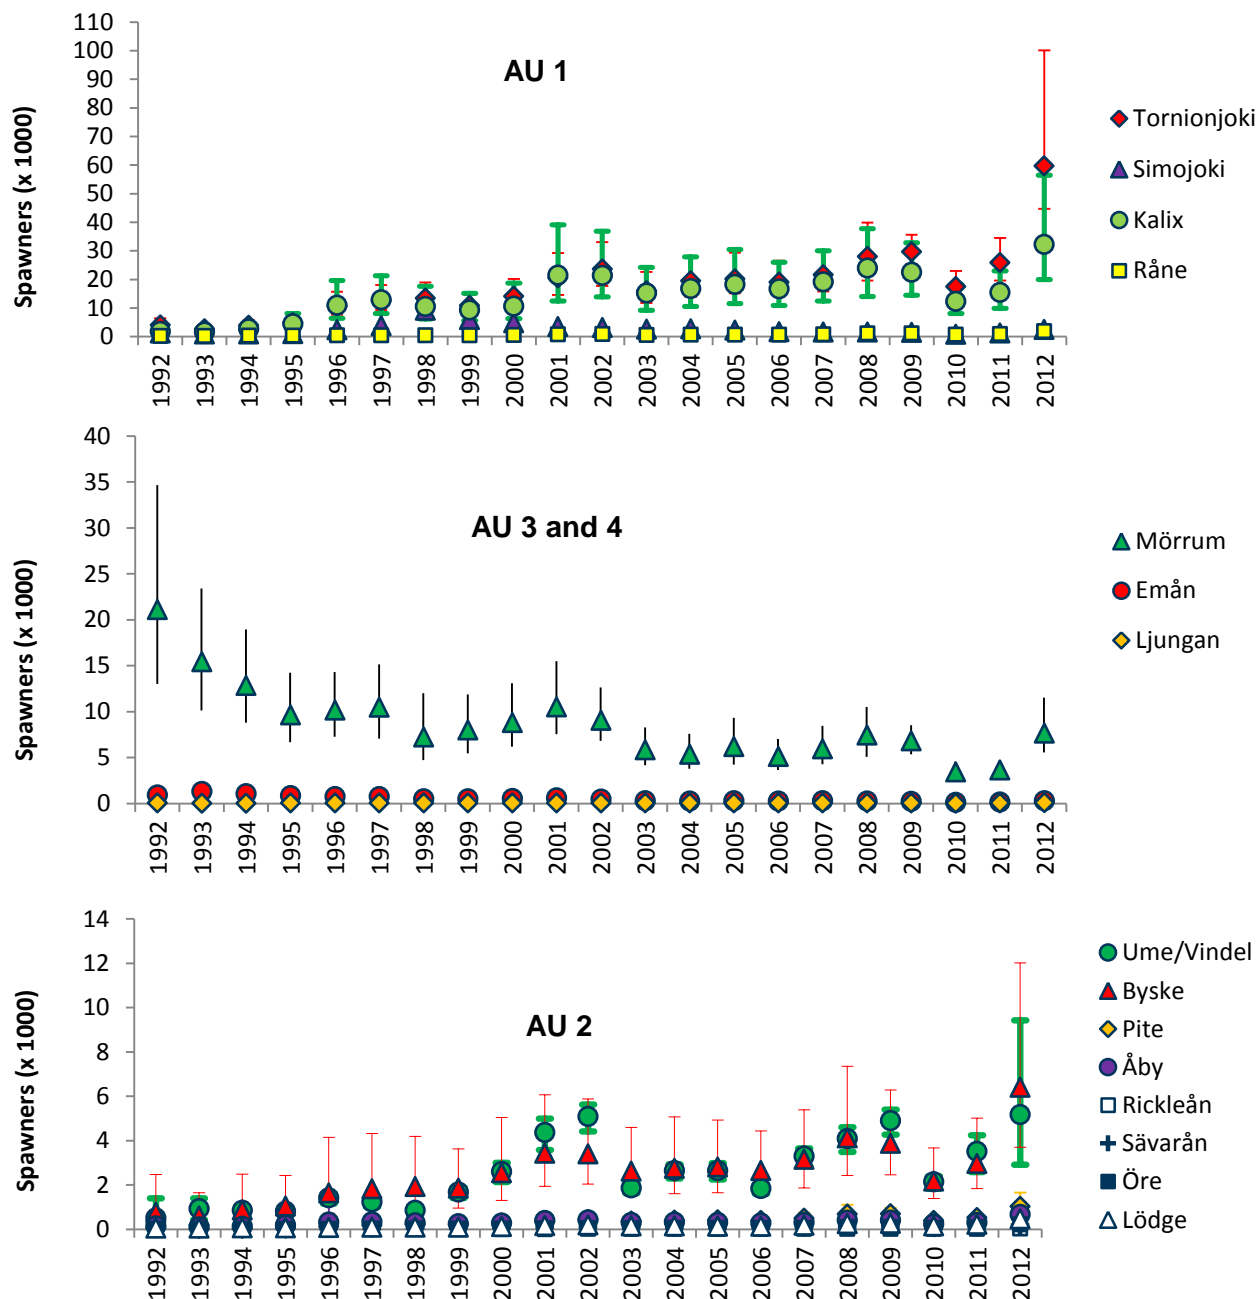 AU 1
Spawners (x 1000)
110
100
90
80
70
60
50
40
30
20
10
0
1992 1993 1994 1995 1996 1997 1998 1999 2000 2001 2002 2003 2004 2005 2006 2007 2008 2009 2010 2011 2012
Tornionjoki
Simojoki
Kalix
Råne
AU 3 and 4
Spawners (x 1000)
40
35
30
25
20
15
10
5
0
1992 1993 1994 1995 1996 1997 1998 1999 2000 2001 2002 2003 2004 2005 2006 2007 2008 2009 2010 2011 2012
Mörrum
Emån
Ljungan
AU 2
Spawners (x 1000)
14
12
10
8
6
4
2
0
1992 1993 1994 1995 1996 1997 1998 1999 2000 2001 2002 2003 2004 2005 2006 2007 2008 2009 2010 2011 2012
Ume/Vindel
Byske
Pite
Åby
Rickleån
Sävarån
Öre
Lödge